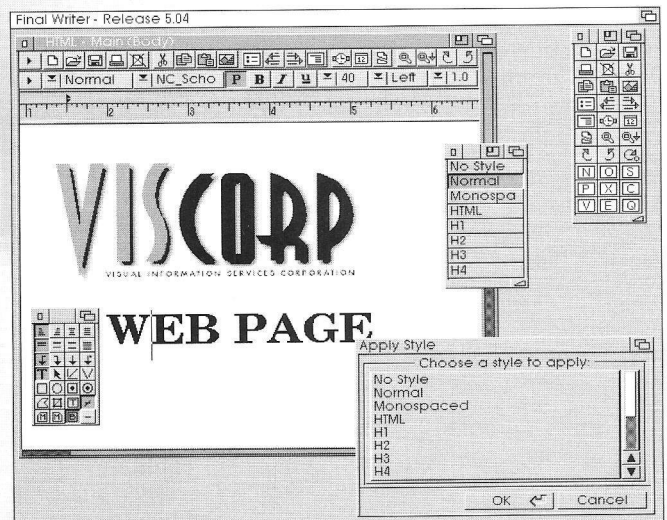 Final Writer - Release 5.04
HTML - Main (Body)
Normal NC_Scho P B I U 40 Left 1.0
1 2 3 4 5 6
VISCORP
VISUAL INFORMATION SERVICES CORPORATION
WEB PAGE
No Style
Normal
Monospa
HTML
H1
H2
H3
H4
N O S
P X C
V E Q
Apply Style
Choose a style to apply:
No Style
Normal
Monospaced
HTML
H1
H2
H3
H4
OK Cancel